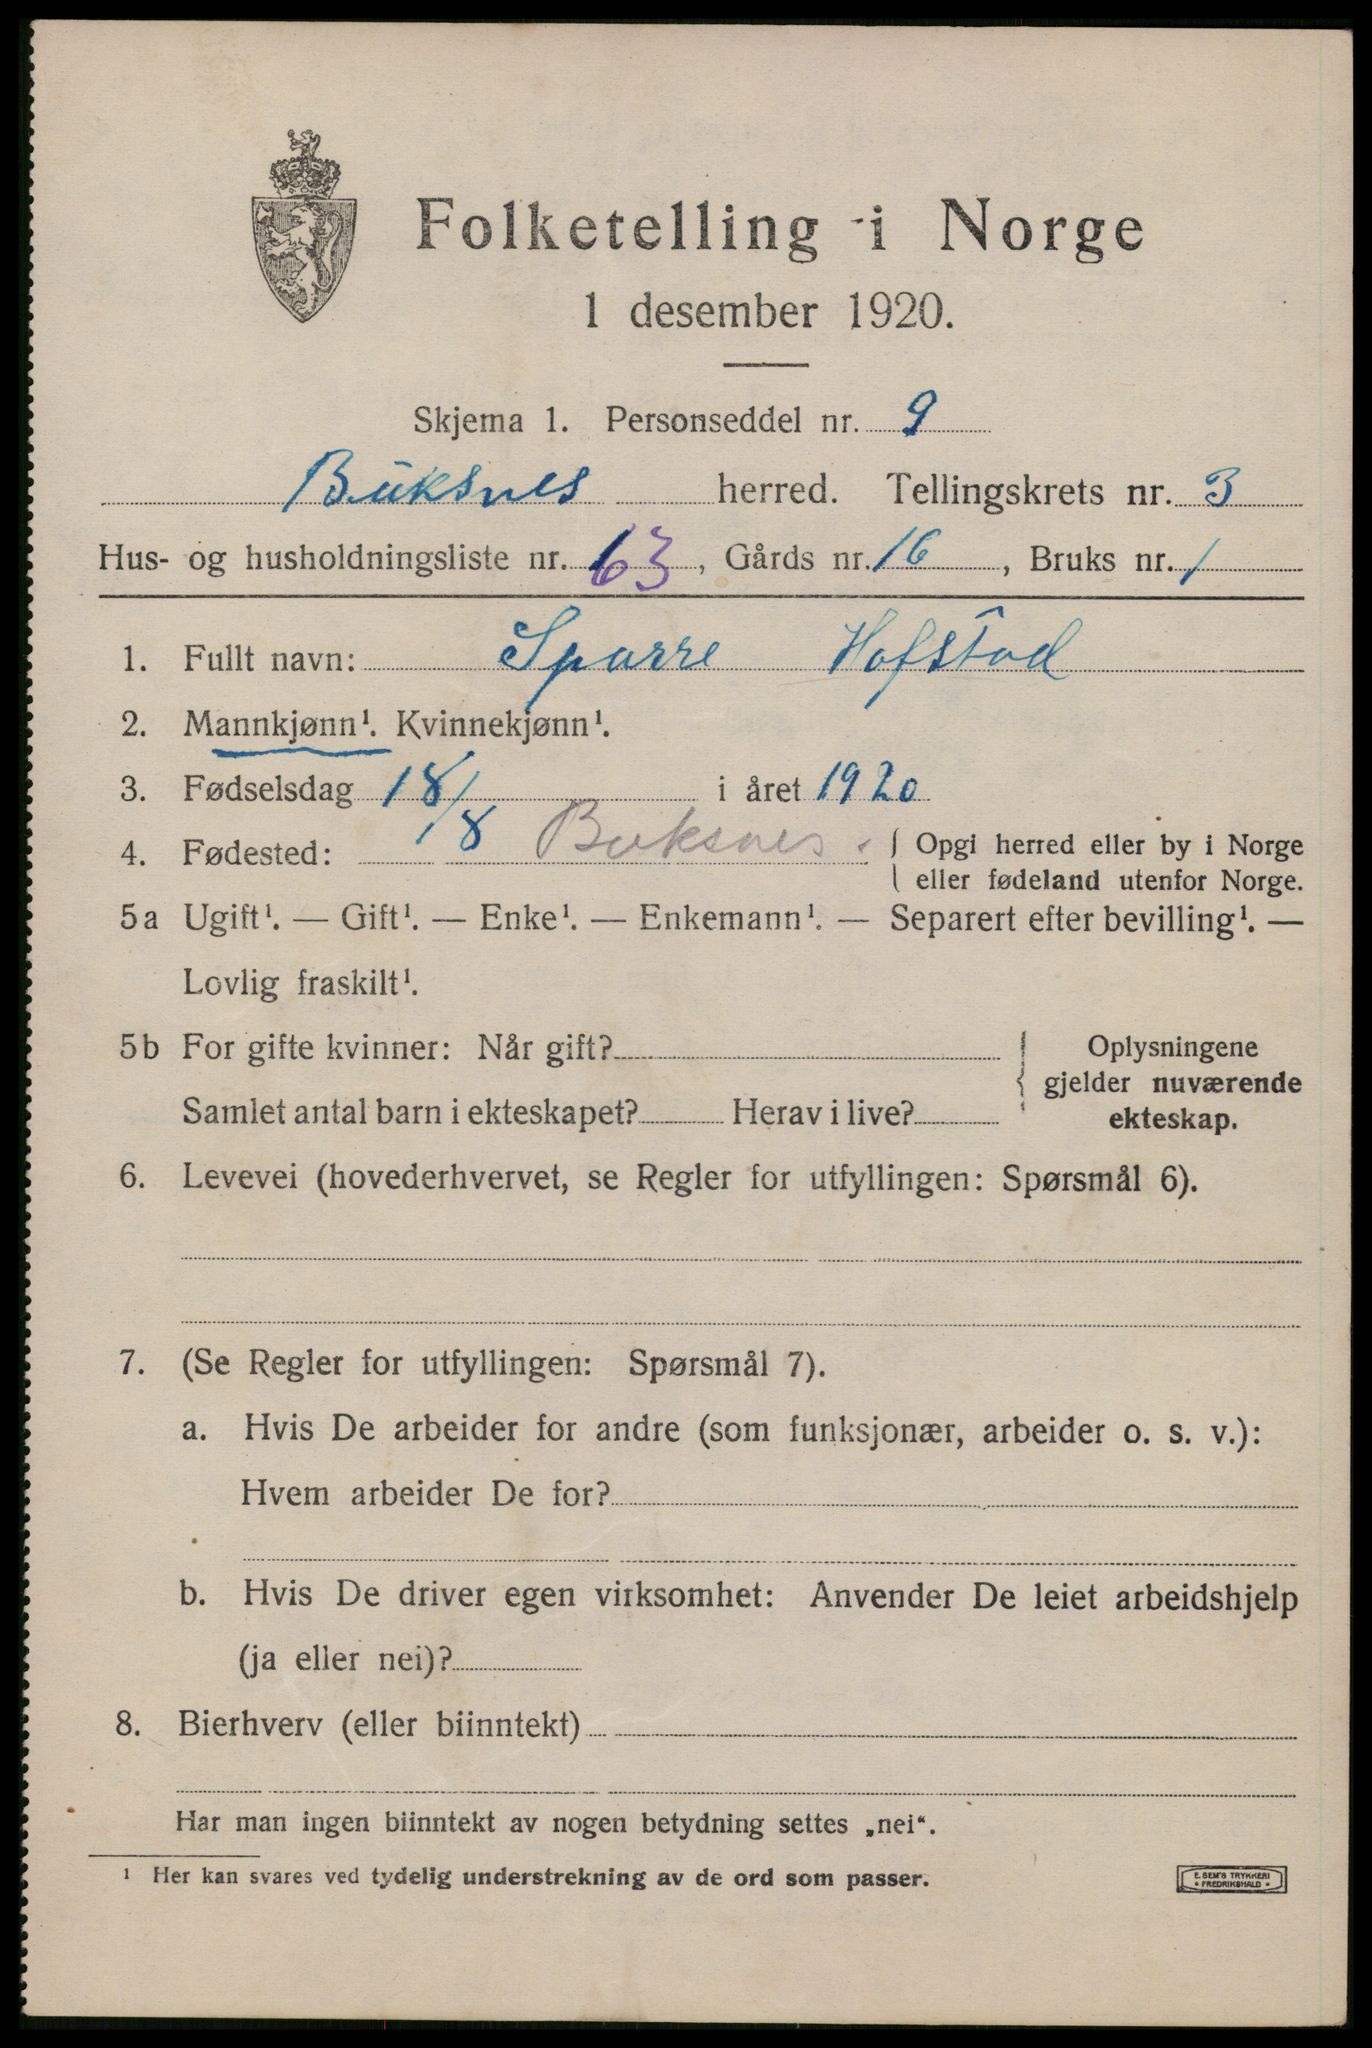 Folketelling i Norge
1 desember 1920.
Skjema 1. Personseddel nr. 9
Buksnes herred. Tellingskrets nr. 3
Hus- og husholdningsliste nr. 63, Gårds nr. 16, Bruks nr. 1
1. Fullt navn: Sparre Hofstad
2. Mannkjønn¹. Kvinnekjønn¹.
3. Fødselsdag 18/8 i året 1920
4. Fødested: Buksnes. { Opgi herred eller by i Norge
eller fødeland utenfor Norge.
5a Ugift¹. — Gift¹. — Enke¹. — Enkemann¹. — Separert efter bevilling¹. —
Lovlig fraskilt¹.
5b For gifte kvinner: Når gift? { Oplysningene
gjelder nuværende
Samlet antal barn i ekteskapet? Herav i live? ekteskap.
6. Levevei (hovederhvervet, se Regler for utfyllingen: Spørsmål 6).
7. (Se Regler for utfyllingen: Spørsmål 7).
a. Hvis De arbeider for andre (som funksjonær, arbeider o. s. v.):
Hvem arbeider De for?
b. Hvis De driver egen virksomhet: Anvender De leiet arbeidshjelp
(ja eller nei)?
8. Bierhverv (eller biinntekt)
Har man ingen biinntekt av nogen betydning settes „nei“.
¹ Her kan svares ved tydelig understrekning av de ord som passer.
E. SEM'S TRYKKERI
• FREDRIKSHALD •